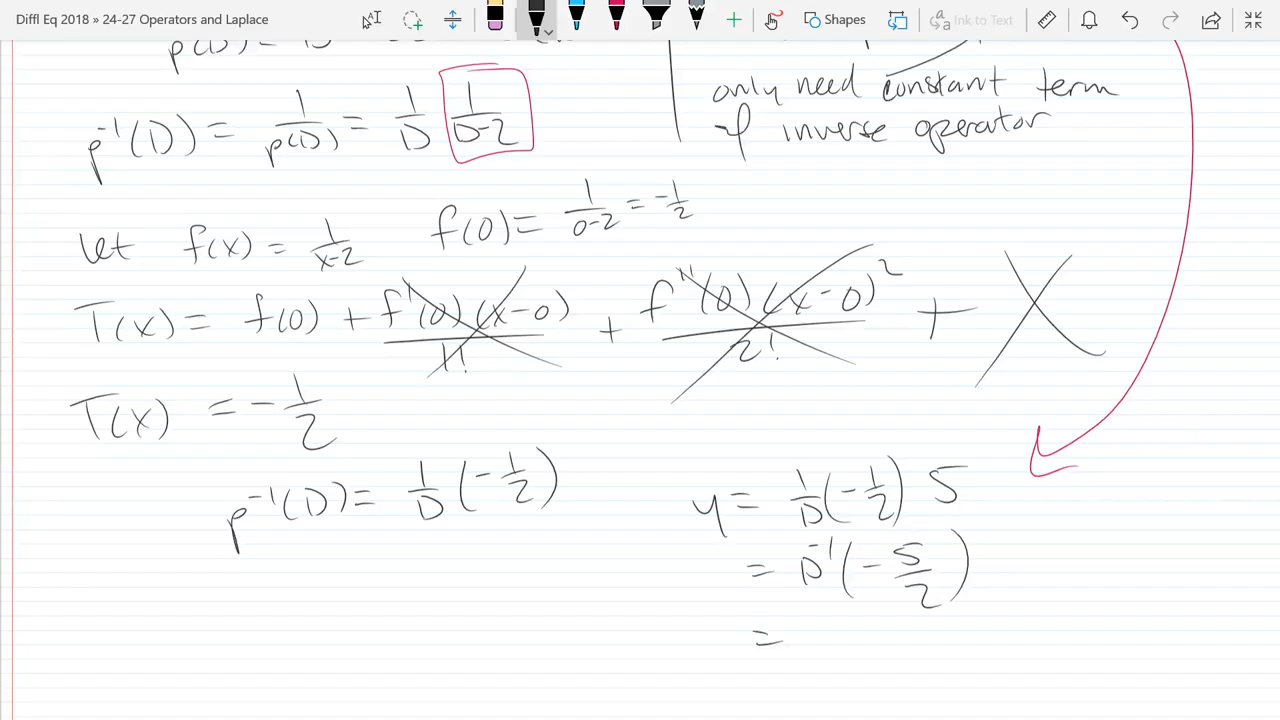 Diffl Eq 2018 » 24-27 Operators and Laplace
Shapes
Ink to Text
only need constant term
of inverse operator
p⁻¹(D) = 1/p(D) = 1/D 1/(D-2)
let f(x) = 1/(x-2) f(0) = 1/(0-2) = -1/2
T(x) = f(0) + f'(0)(x-0)/1! + f''(0)(x-0)²/2! +
T(x) = -1/2
p⁻¹(D) = 1/D (-1/2)
y = 1/D (-1/2) 5
= D⁻¹(-5/2)
=